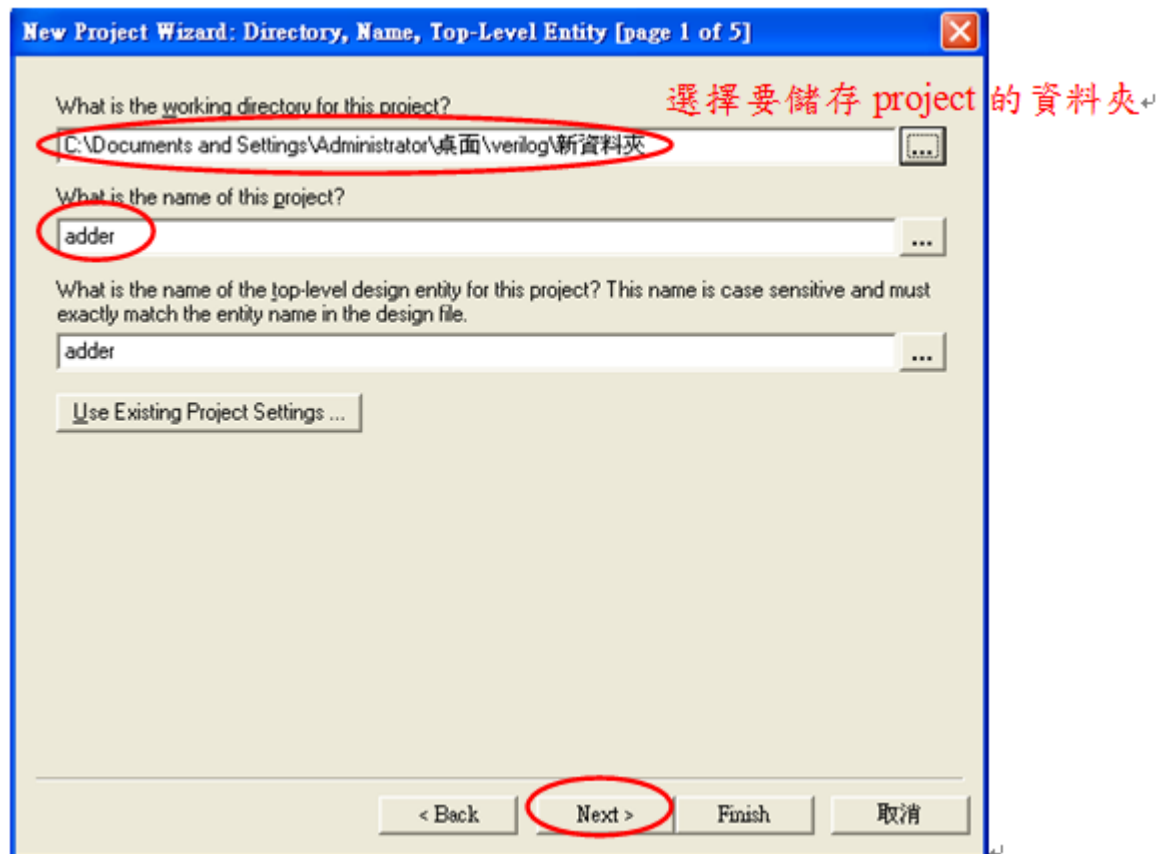 New Project Wizard: Directory, Name, Top-Level Entity [page 1 of 5]
What is the working directory for this project?
選擇要儲存 project 的資料夾
C:\Documents and Settings\Administrator\桌面\verilog\新資料夾
...
What is the name of this project?
adder
...
What is the name of the top-level design entity for this project? This name is case sensitive and must
exactly match the entity name in the design file.
adder
...
Use Existing Project Settings ...
< Back
Next >
Finish
取消